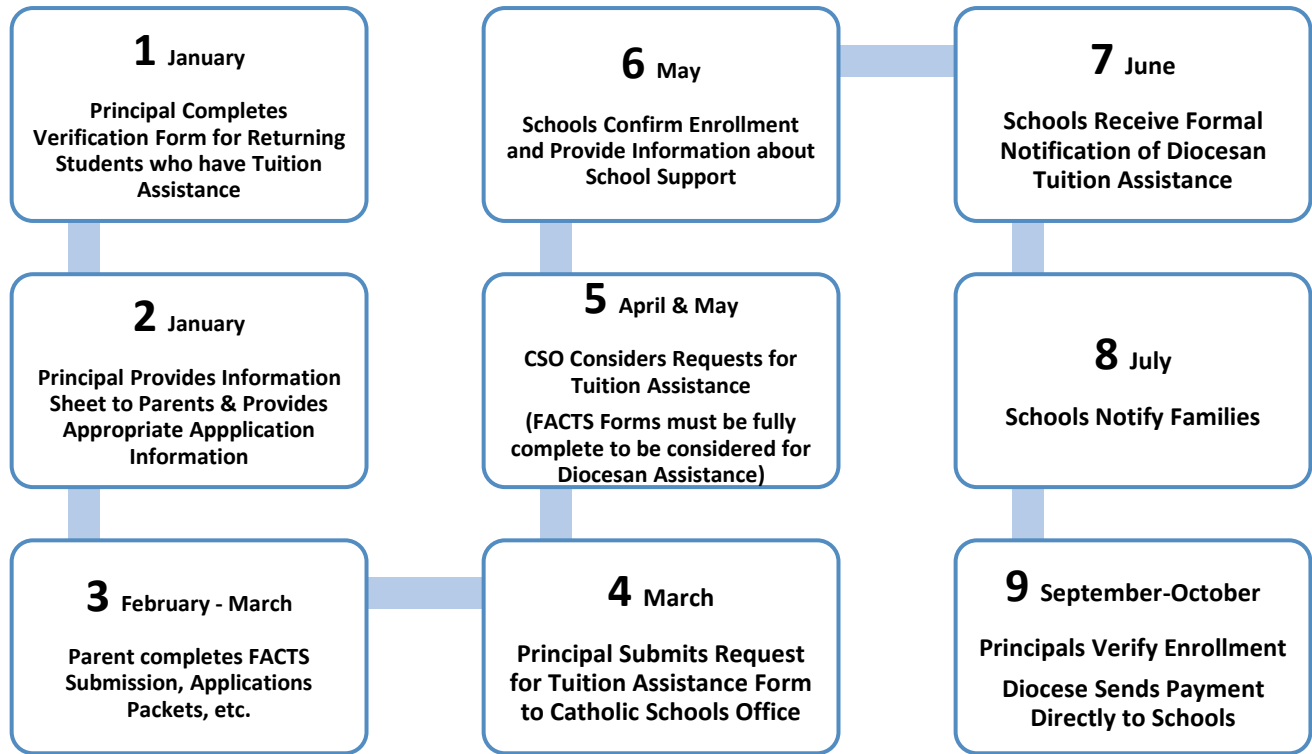 1 January
Principal Completes
Verification Form for Returning
Students who have Tuition
Assistance
2 January
Principal Provides Information
Sheet to Parents & Provides
Appropriate Appplication
Information
3 February - March
Parent completes FACTS
Submission, Applications
Packets, etc.
4 March
Principal Submits Request
for Tuition Assistance Form
to Catholic Schools Office
5 April & May
CSO Considers Requests for
Tuition Assistance
(FACTS Forms must be fully
complete to be considered for
Diocesan Assistance)
6 May
Schools Confirm Enrollment
and Provide Information about
School Support
7 June
Schools Receive Formal
Notification of Diocesan
Tuition Assistance
8 July
Schools Notify Families
9 September-October
Principals Verify Enrollment
Diocese Sends Payment
Directly to Schools